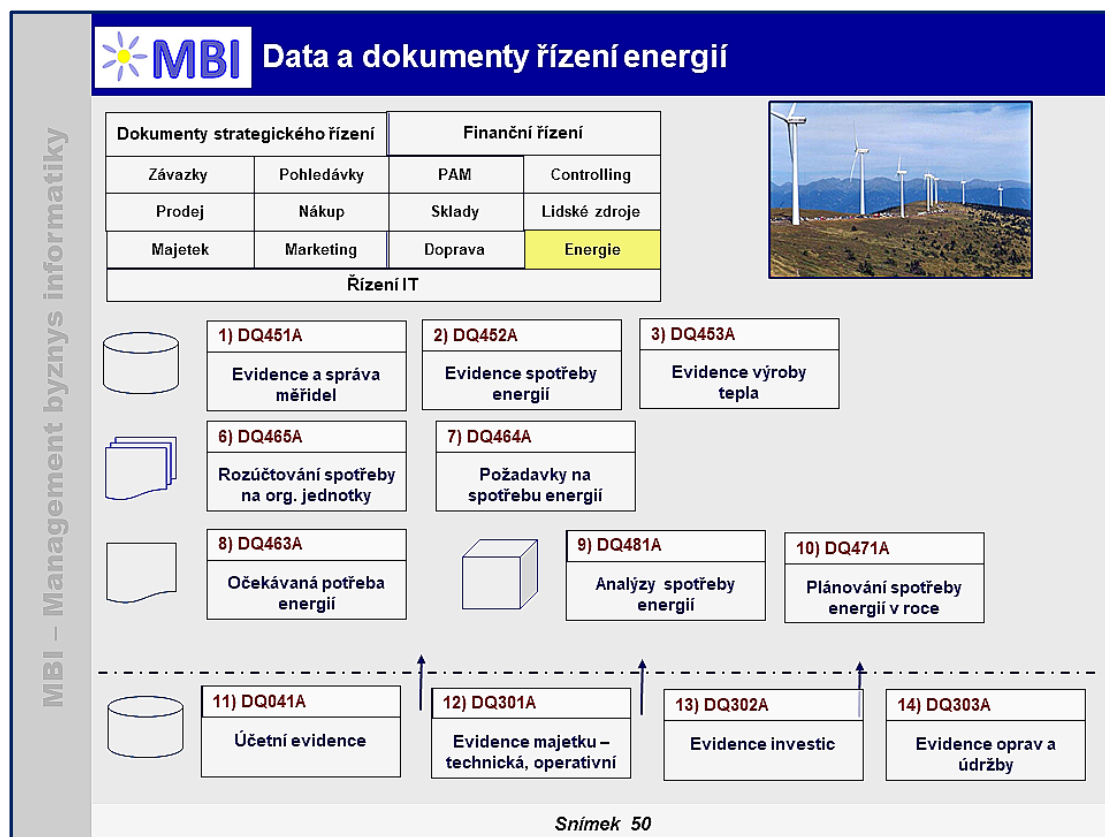 MBI – Management byznys informatiky
MBI
Data a dokumenty řízení energií
Dokumenty strategického řízení
Finanční řízení
Závazky
Pohledávky
PAM
Controlling
Prodej
Nákup
Sklady
Lidské zdroje
Majetek
Marketing
Doprava
Energie
Řízení IT
1) DQ451A
Evidence a správa
měřidel
2) DQ452A
Evidence spotřeby
energií
3) DQ453A
Evidence výroby
tepla
6) DQ465A
Rozúčtování spotřeby
na org. jednotky
7) DQ464A
Požadavky na
spotřebu energií
8) DQ463A
Očekávaná potřeba
energií
9) DQ481A
Analýzy spotřeby
energií
10) DQ471A
Plánování spotřeby
energií v roce
11) DQ041A
Účetní evidence
12) DQ301A
Evidence majetku –
technická, operativní
13) DQ302A
Evidence investic
14) DQ303A
Evidence oprav a
údržby
Snímek 50